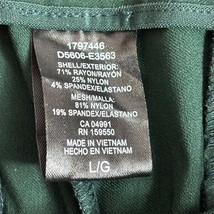 1797446
D5606-E3563
SHELL/EXTERIOR:
71% RAYON/RAYÓN
25% NYLON
4% SPANDEX/ELASTANO
MESH/MALLA:
81% NYLON
19% SPANDEX/ELASTANO
CA 04991
RN 159550
MADE IN VIETNAM
HECHO EN VIETNAM
L/G